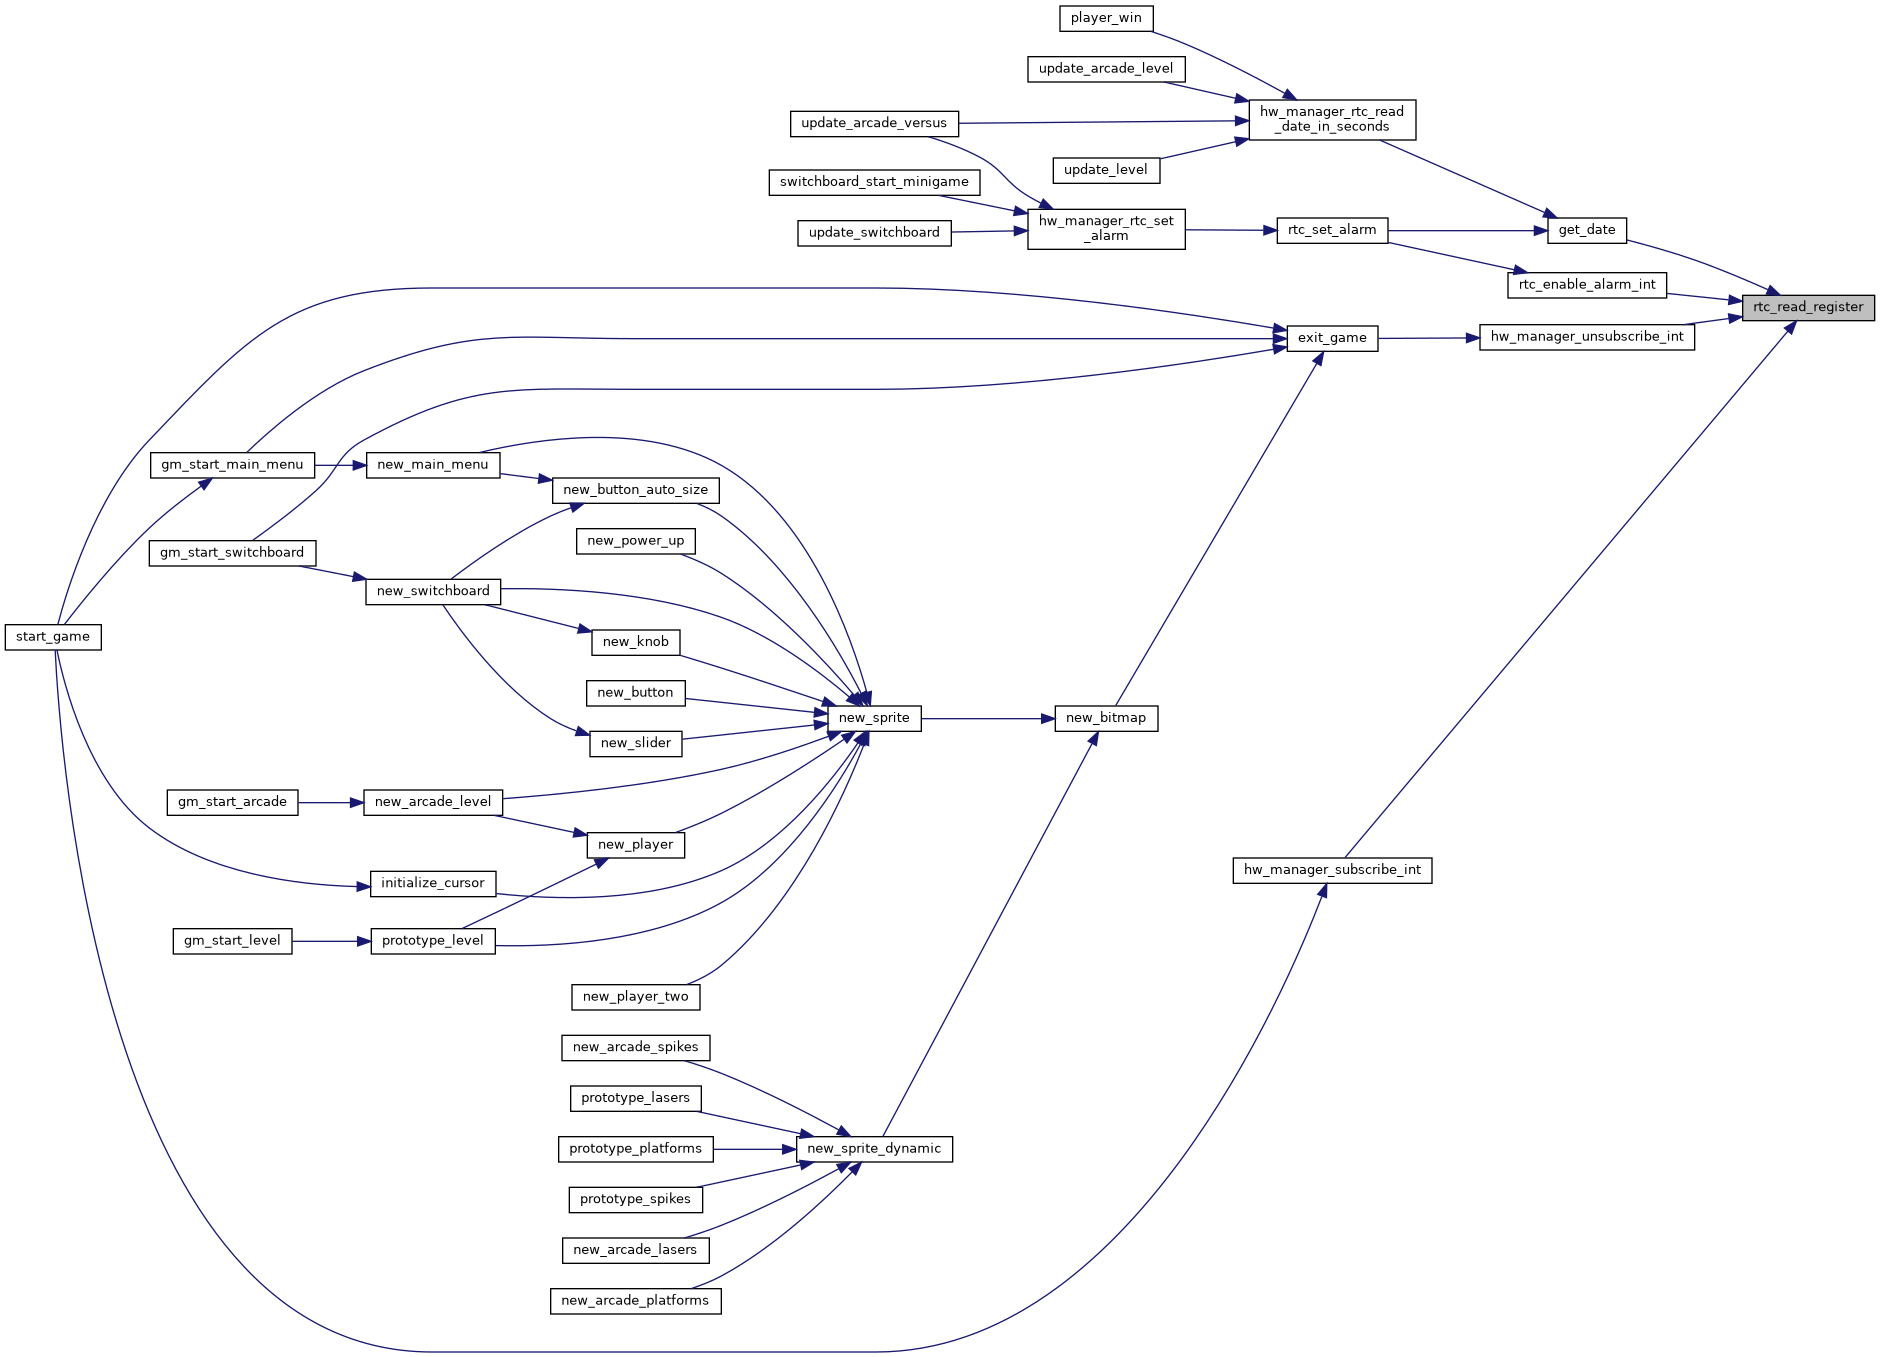 player_win
update_arcade_level
hw_manager_rtc_read
_date_in_seconds
update_arcade_versus
update_level
switchboard_start_minigame
hw_manager_rtc_set
_alarm
update_switchboard
rtc_set_alarm
get_date
rtc_enable_alarm_int
rtc_read_register
hw_manager_unsubscribe_int
exit_game
gm_start_main_menu
new_main_menu
new_button_auto_size
new_power_up
gm_start_switchboard
new_switchboard
start_game
new_knob
new_button
new_sprite
new_bitmap
new_slider
gm_start_arcade
new_arcade_level
new_player
hw_manager_subscribe_int
initialize_cursor
gm_start_level
prototype_level
new_player_two
new_arcade_spikes
prototype_lasers
prototype_platforms
new_sprite_dynamic
prototype_spikes
new_arcade_lasers
new_arcade_platforms